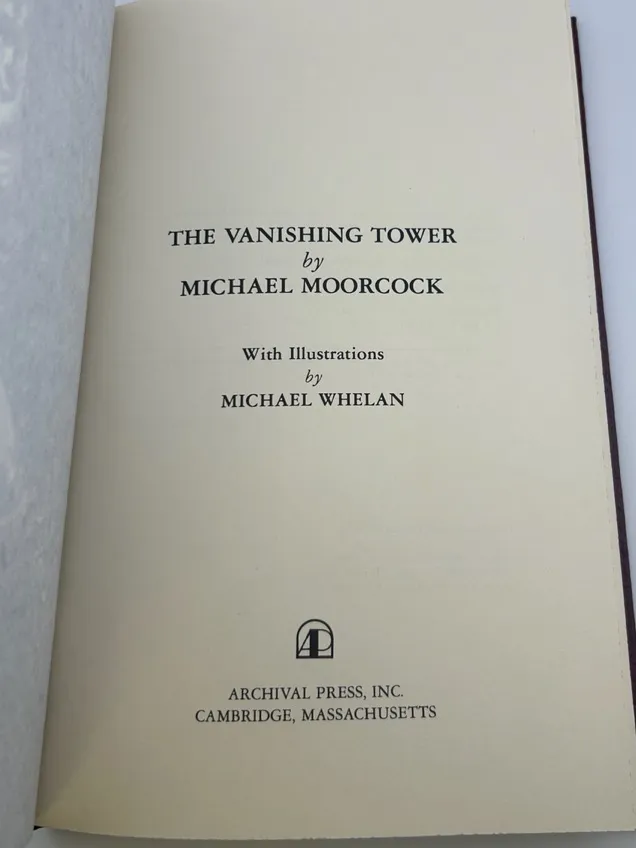 THE VANISHING TOWER
by
MICHAEL MOORCOCK
With Illustrations
by
MICHAEL WHELAN
AP
ARCHIVAL PRESS, INC.
CAMBRIDGE, MASSACHUSETTS